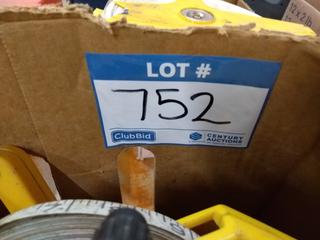 LOT #
752
ClubBid
CENTURY
AUCTIONS